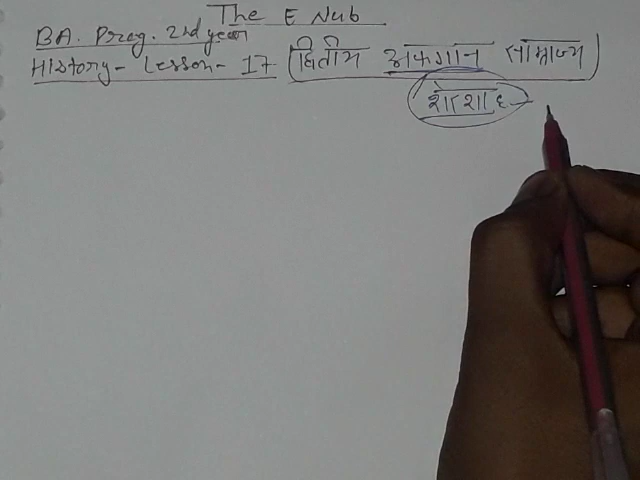 The E Nub
BA. Prog. 2nd year
History - Lesson - 17 (द्वितीय अफगान साम्राज्य)
शेरशाह -